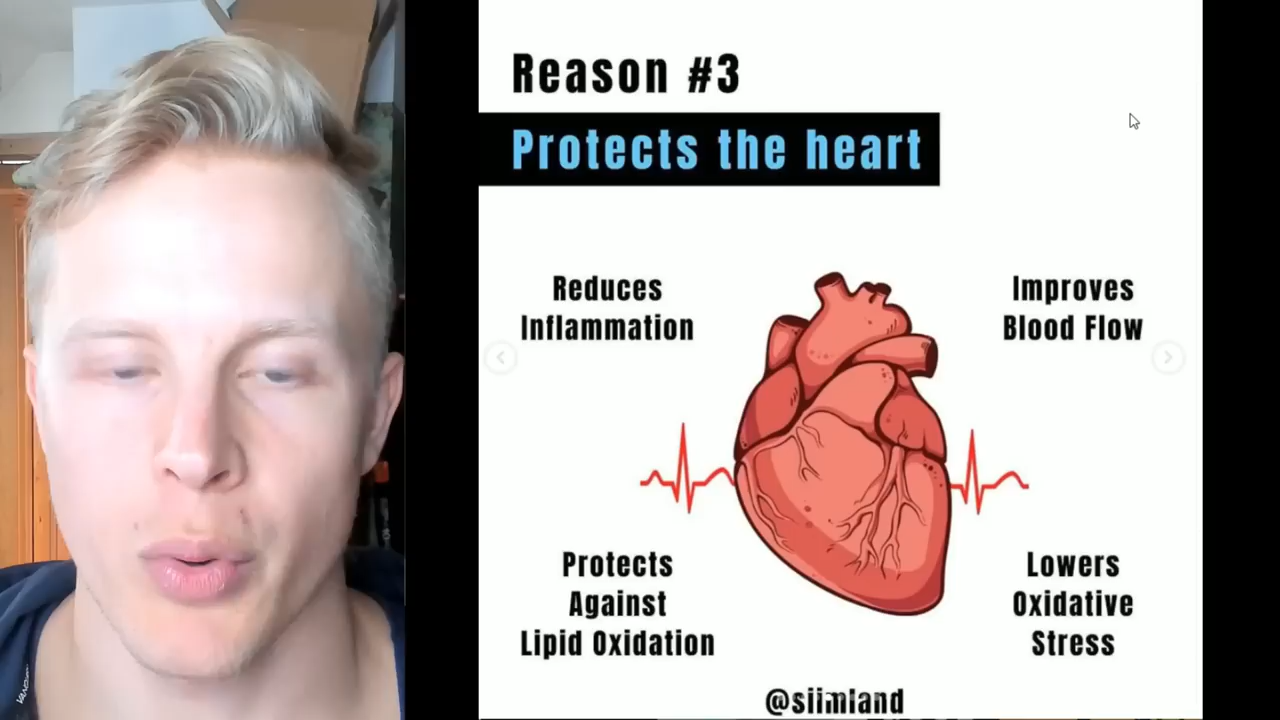 Reason #3
Protects the heart
Reduces
Inflammation
Improves
Blood Flow
Protects
Against
Lipid Oxidation
Lowers
Oxidative
Stress
@siimland